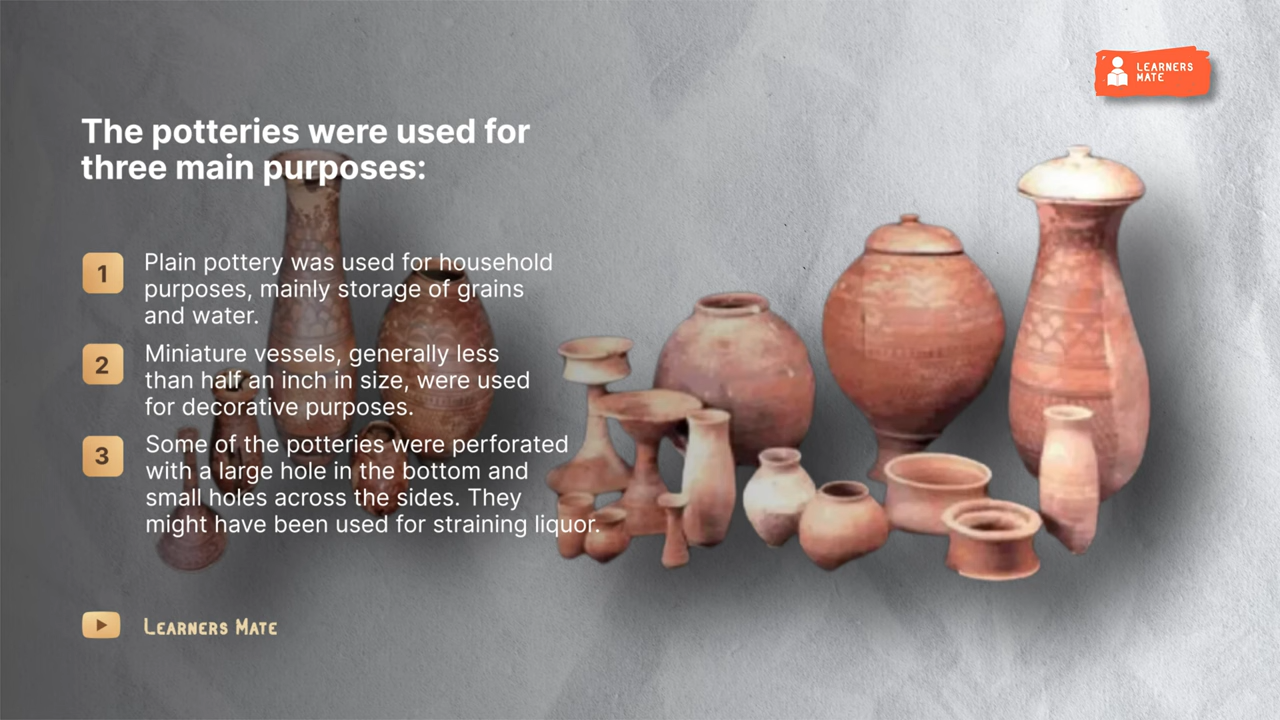 LEARNERS
MATE
The potteries were used for
three main purposes:
1
Plain pottery was used for household
purposes, mainly storage of grains
and water.
2
Miniature vessels, generally less
than half an inch in size, were used
for decorative purposes.
3
Some of the potteries were perforated
with a large hole in the bottom and
small holes across the sides. They
might have been used for straining liquor.
LEARNERS MATE